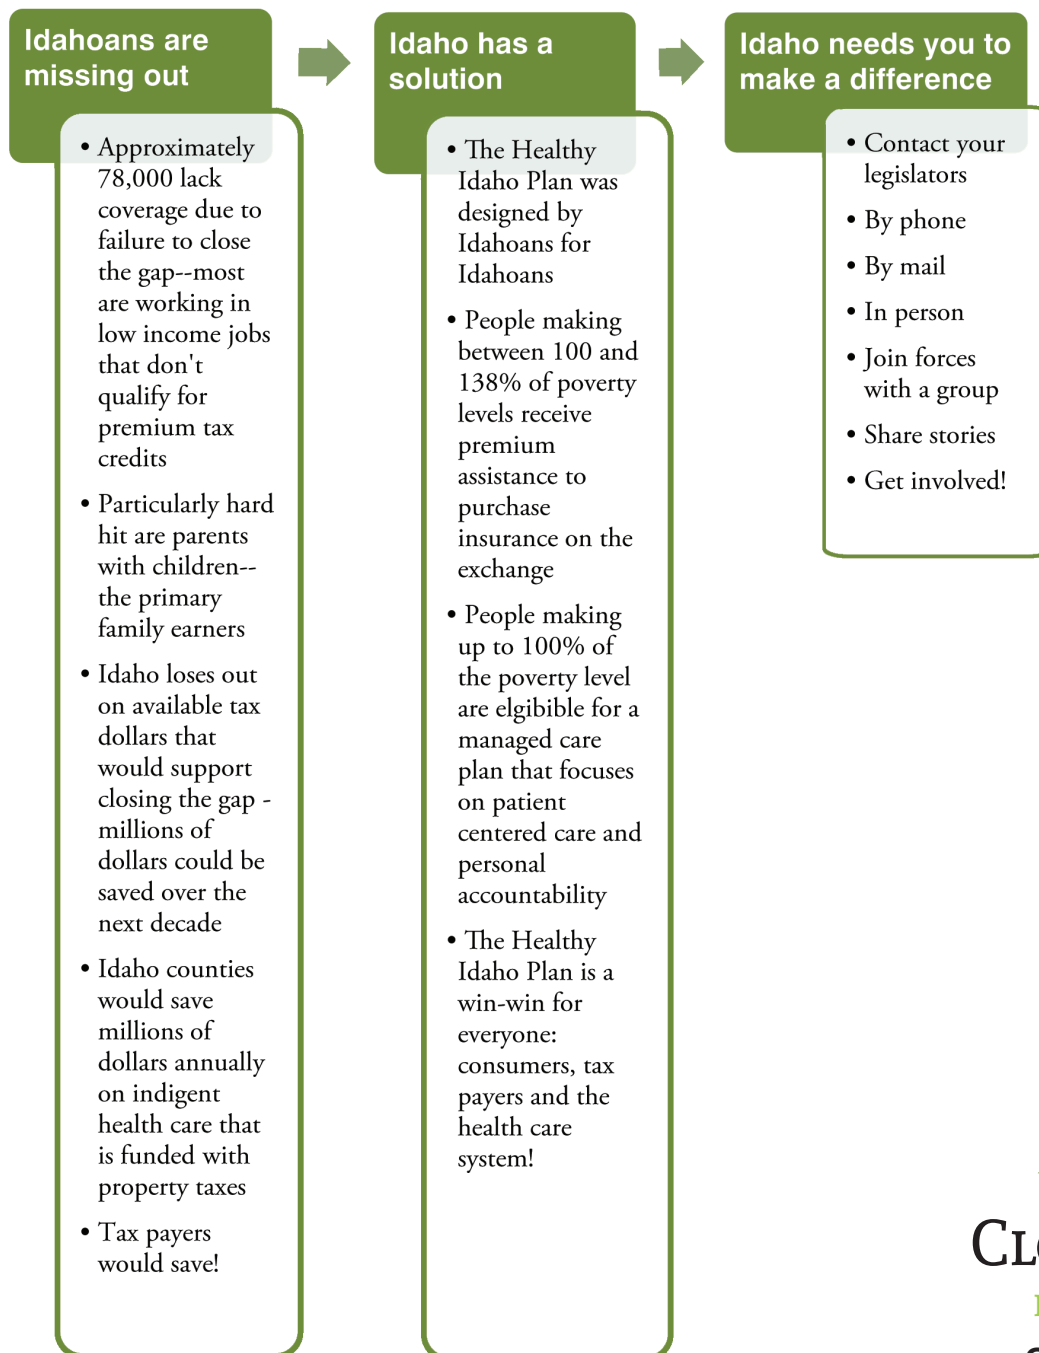 Idahoans are
missing out
• Approximately
78,000 lack
coverage due to
failure to close
the gap--most
are working in
low income jobs
that don't
qualify for
premium tax
credits
• Particularly hard
hit are parents
with children--
the primary
family earners
• Idaho loses out
on available tax
dollars that
would support
closing the gap -
millions of
dollars could be
saved over the
next decade
• Idaho counties
would save
millions of
dollars annually
on indigent
health care that
is funded with
property taxes
• Tax payers
would save!
Idaho has a
solution
• The Healthy
Idaho Plan was
designed by
Idahoans for
Idahoans
• People making
between 100 and
138% of poverty
levels receive
premium
assistance to
purchase
insurance on the
exchange
• People making
up to 100% of
the poverty level
are elgibible for a
managed care
plan that focuses
on patient
centered care and
personal
accountability
• The Healthy
Idaho Plan is a
win-win for
everyone:
consumers, tax
payers and the
health care
system!
Idaho needs you to
make a difference
• Contact your
legislators
• By phone
• By mail
• In person
• Join forces
with a group
• Share stories
• Get involved!